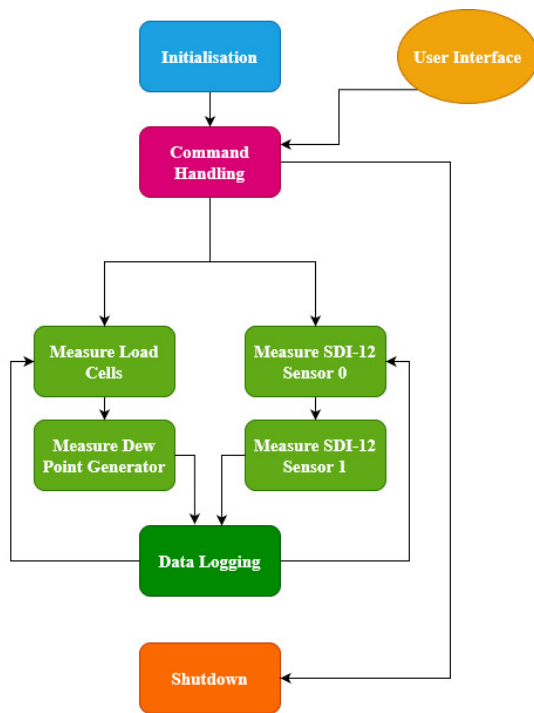 Initialisation
User Interface
Command
Handling
Measure Load
Cells
Measure SDI-12
Sensor 0
Measure Dew
Point Generator
Measure SDI-12
Sensor 1
Data Logging
Shutdown